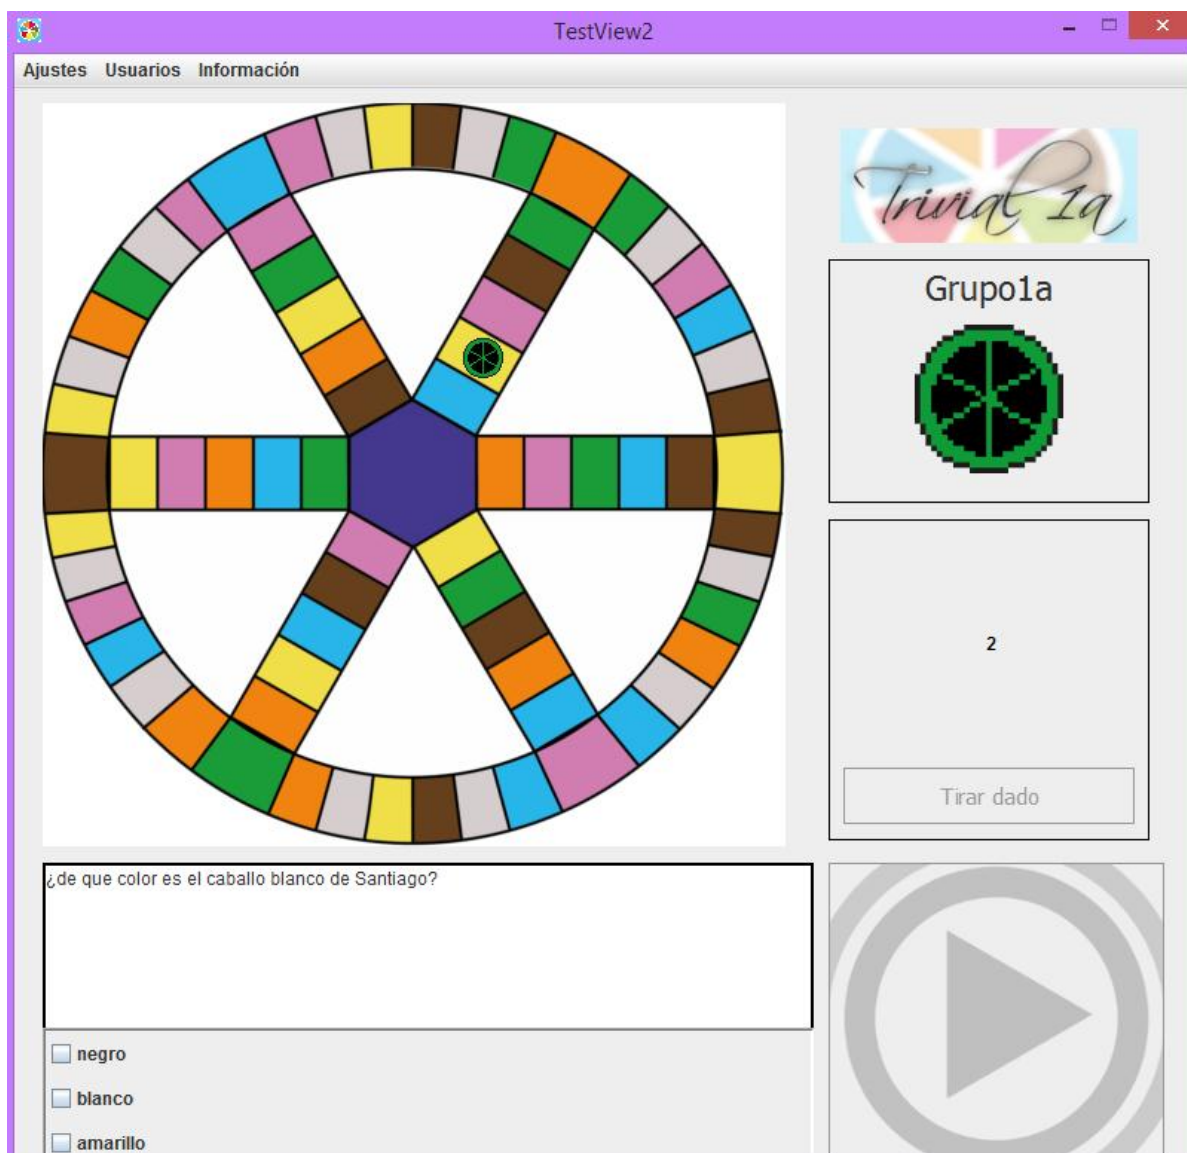 TestView2
Ajustes Usuarios Información
Trivial 1a
Grupo1a
2
Tirar dado
¿de que color es el caballo blanco de Santiago?
negro
blanco
amarillo